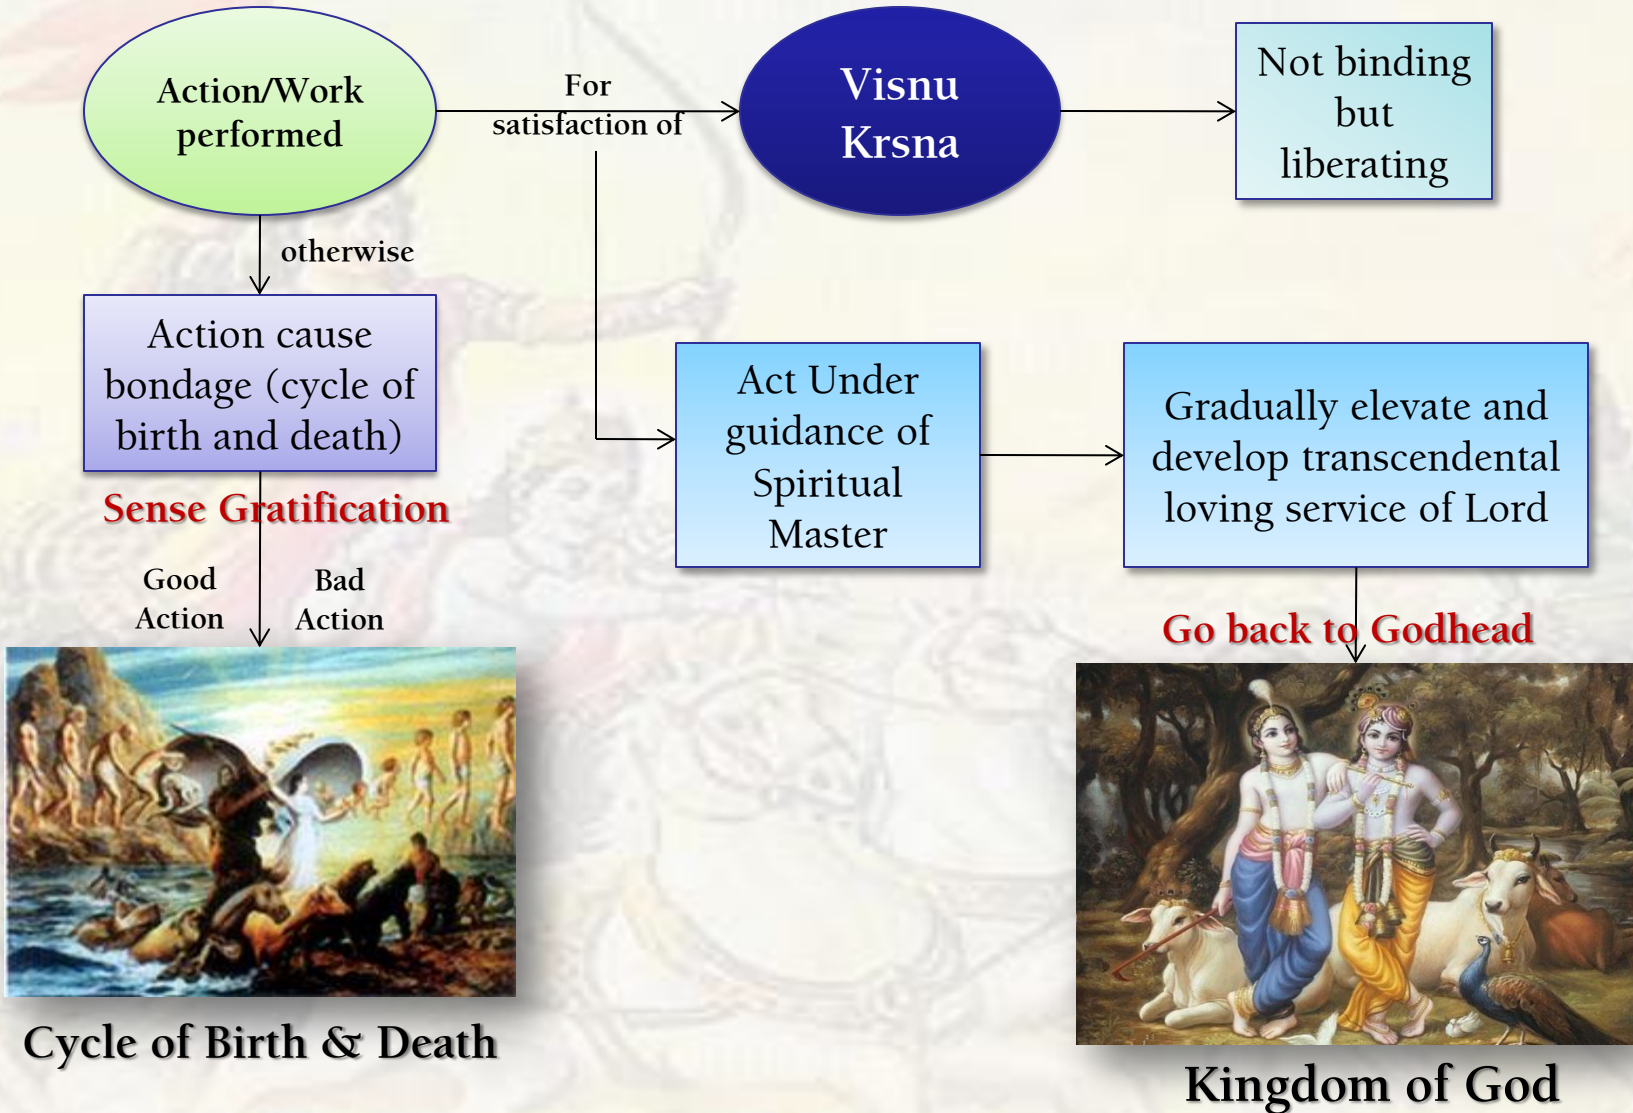 Action/Work
performed
For
satisfaction of
Visnu
Krsna
Not binding
but
liberating
otherwise
Action cause
bondage (cycle of
birth and death)
Act Under
guidance of
Spiritual
Master
Gradually elevate and
develop transcendental
loving service of Lord
Sense Gratification
Good
Action
Bad
Action
Go back to Godhead
Cycle of Birth & Death
Kingdom of God